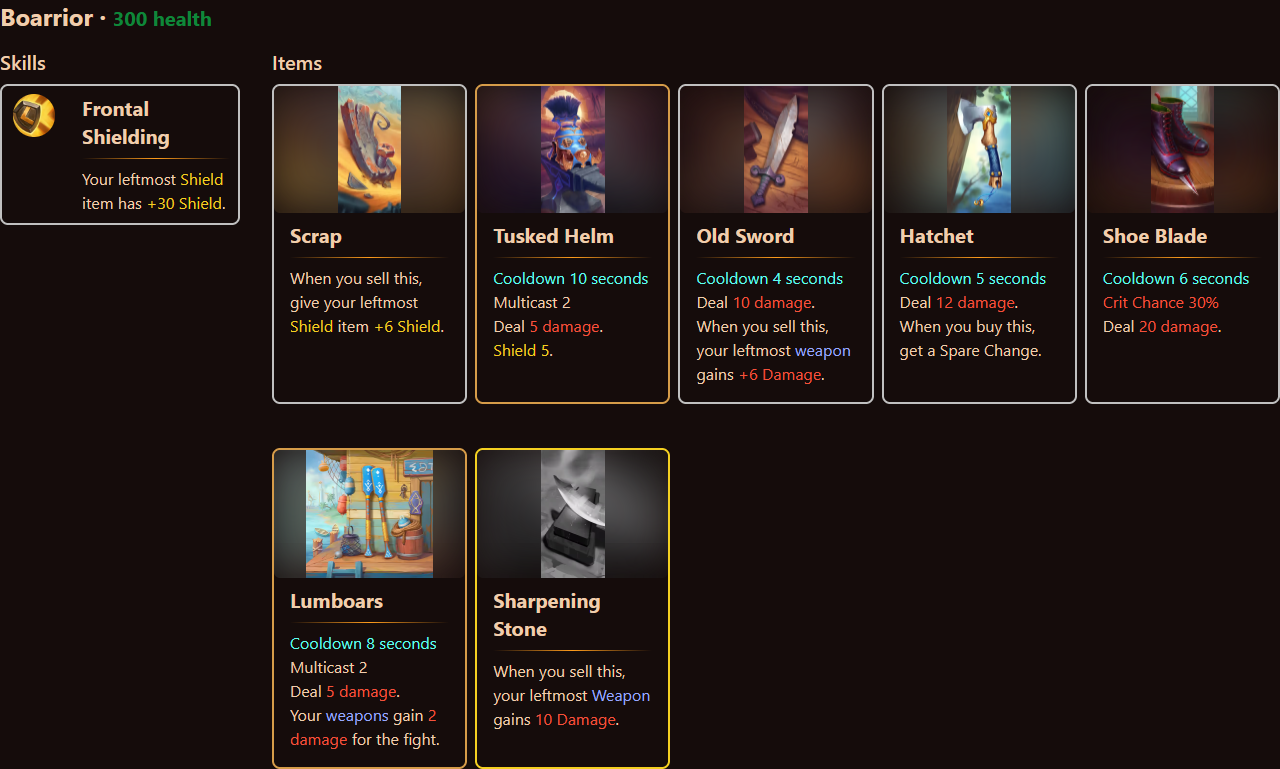 Boarrior · 300 health
Skills
Frontal
Shielding
Your leftmost Shield
item has +30 Shield.
Items
Scrap
When you sell this,
give your leftmost
Shield item +6 Shield.
Tusked Helm
Cooldown 10 seconds
Multicast 2
Deal 5 damage.
Shield 5.
Old Sword
Cooldown 4 seconds
Deal 10 damage.
When you sell this,
your leftmost weapon
gains +6 Damage.
Hatchet
Cooldown 5 seconds
Deal 12 damage.
When you buy this,
get a Spare Change.
Shoe Blade
Cooldown 6 seconds
Crit Chance 30%
Deal 20 damage.
Lumboars
Cooldown 8 seconds
Multicast 2
Deal 5 damage.
Your weapons gain 2
damage for the fight.
Sharpening
Stone
When you sell this,
your leftmost Weapon
gains 10 Damage.